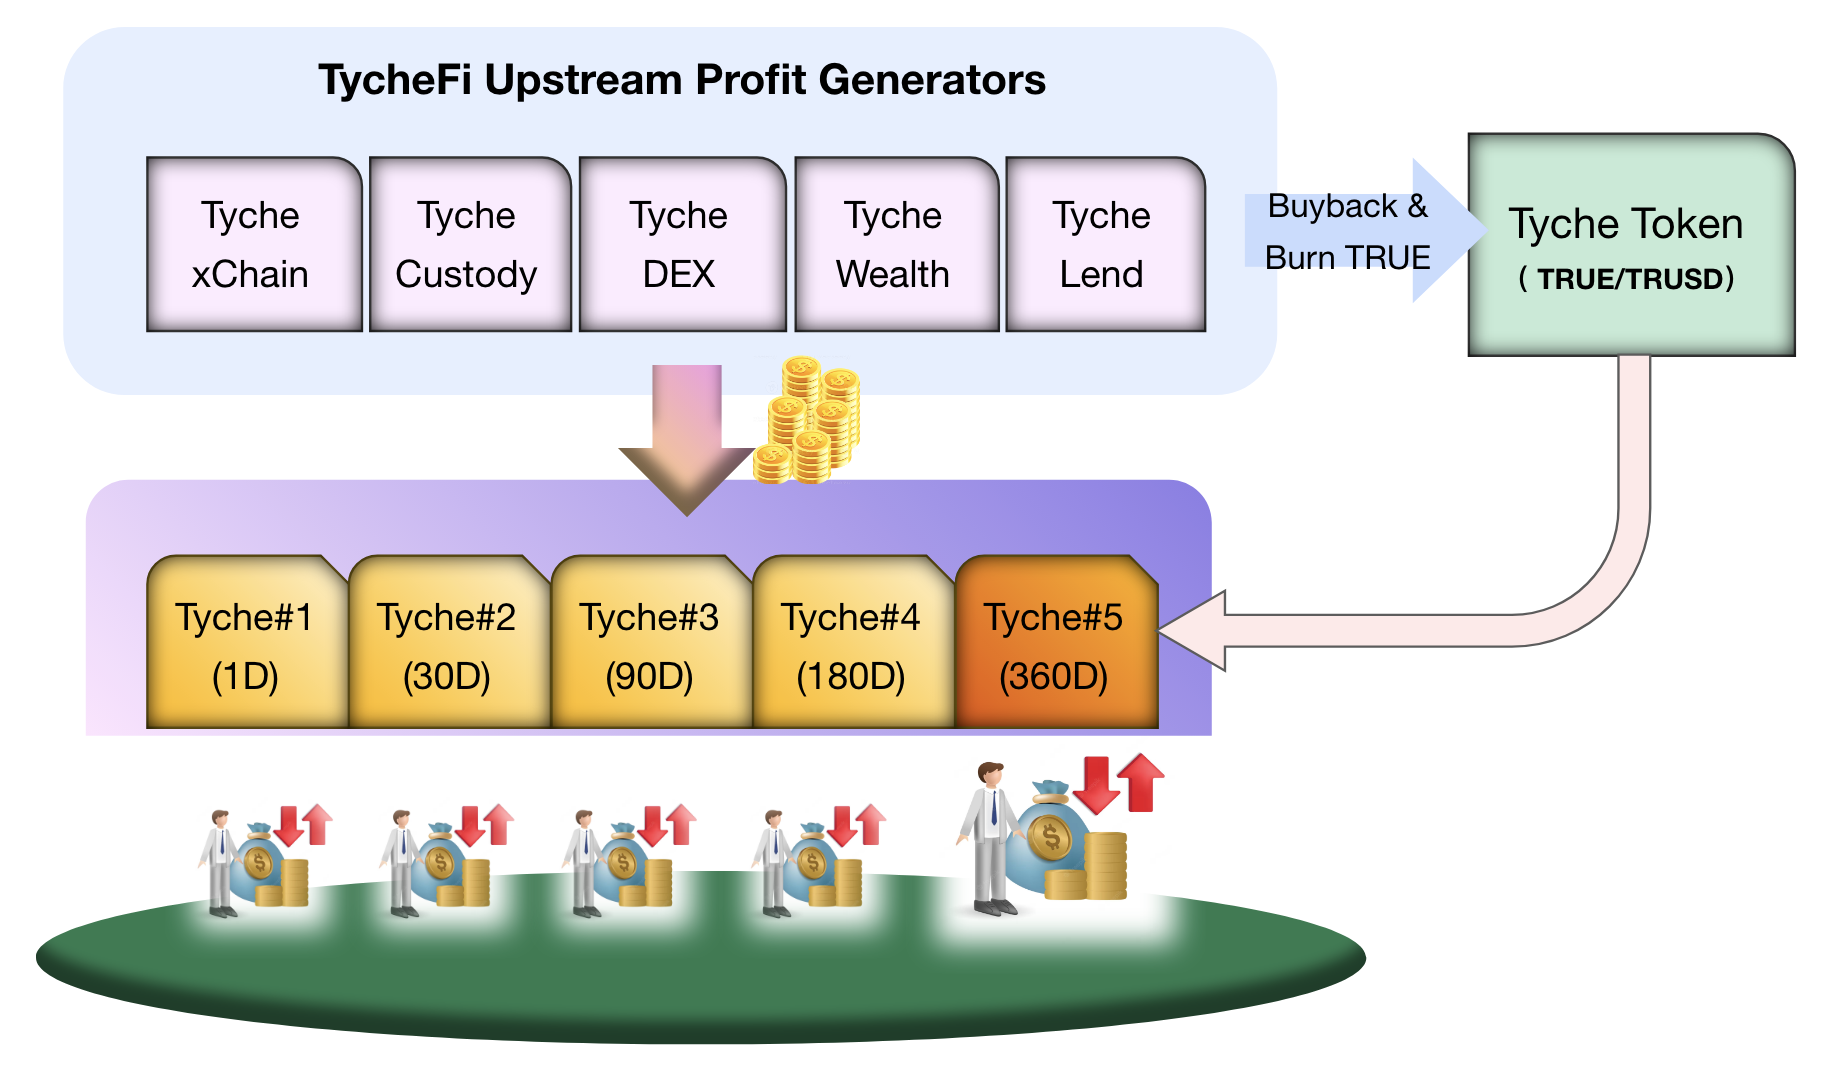 TycheFi Upstream Profit Generators
Tyche
xChain
Tyche
Custody
Tyche
DEX
Tyche
Wealth
Tyche
Lend
Buyback &
Burn TRUE
Tyche Token
( TRUE/TRUSD)
Tyche#1
(1D)
Tyche#2
(30D)
Tyche#3
(90D)
Tyche#4
(180D)
Tyche#5
(360D)